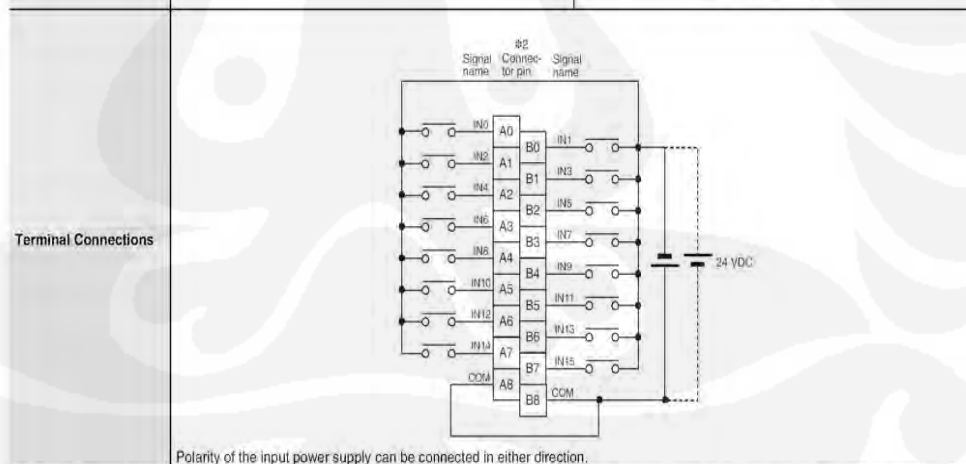 *2
Signal Connec- Signal
name tor pin name
IN0 A0
B0 IN1
IN2 A1
B1 IN3
IN4 A2
B2 IN5
IN6 A3
B3 IN7
IN8 A4
B4 IN9
IN10 A5
B5 IN11
IN12 A6
B6 IN13
IN14 A7
B7 IN15
COM A8
B8 COM
Terminal Connections
24 VDC
Polarity of the input power supply can be connected in either direction.